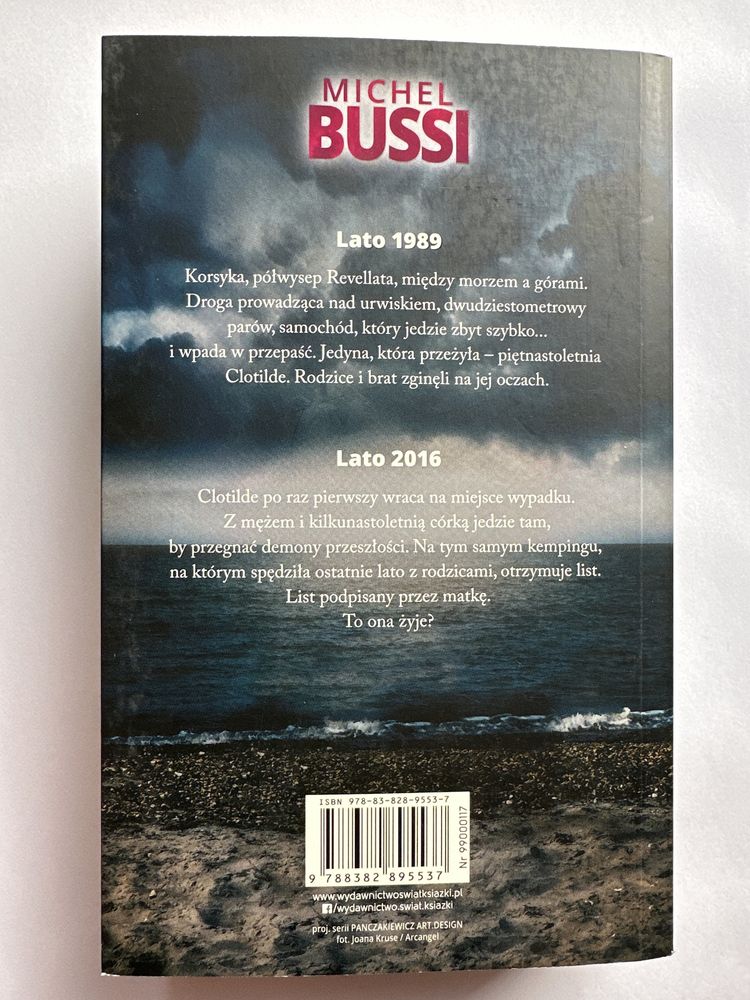 MICHEL
BUSSI
Lato 1989
Korsyka, półwysep Revellata, między morzem a górami.
Droga prowadząca nad urwiskiem, dwudziestometrowy
parów, samochód, który jedzie zbyt szybko...
i wpada w przepaść. Jedyna, która przeżyła – piętnastoletnia
Clotilde. Rodzice i brat zginęli na jej oczach.
Lato 2016
Clotilde po raz pierwszy wraca na miejsce wypadku.
Z mężem i kilkunastoletnią córką jedzie tam,
by przegnać demony przeszłości. Na tym samym kempingu,
na którym spędziła ostatnie lato z rodzicami, otrzymuje list.
List podpisany przez matkę.
To ona żyje?
ISBN 978-83-828-9553-7
9 788382 895537
Nr 99000117
www.wydawnictwoswiatksiazki.pl
/wydawnictwo.swiat.ksiazki
proj. serii PANCZAKIEWICZ ART.DESIGN
fot. Joana Kruse / Arcangel